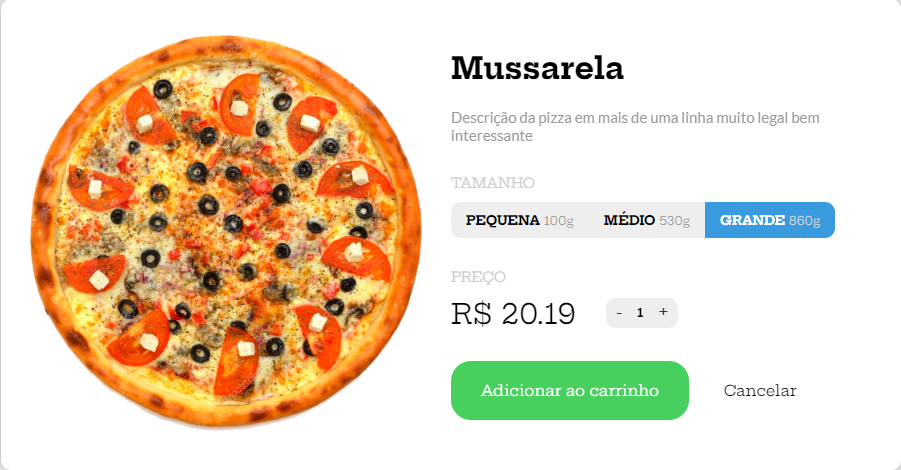 Mussarela
Descrição da pizza em mais de uma linha muito legal bem
interessante
TAMANHO
PEQUENA 100g MÉDIO 530g GRANDE 860g
PREÇO
R$ 20.19 - 1 +
Adicionar ao carrinho Cancelar